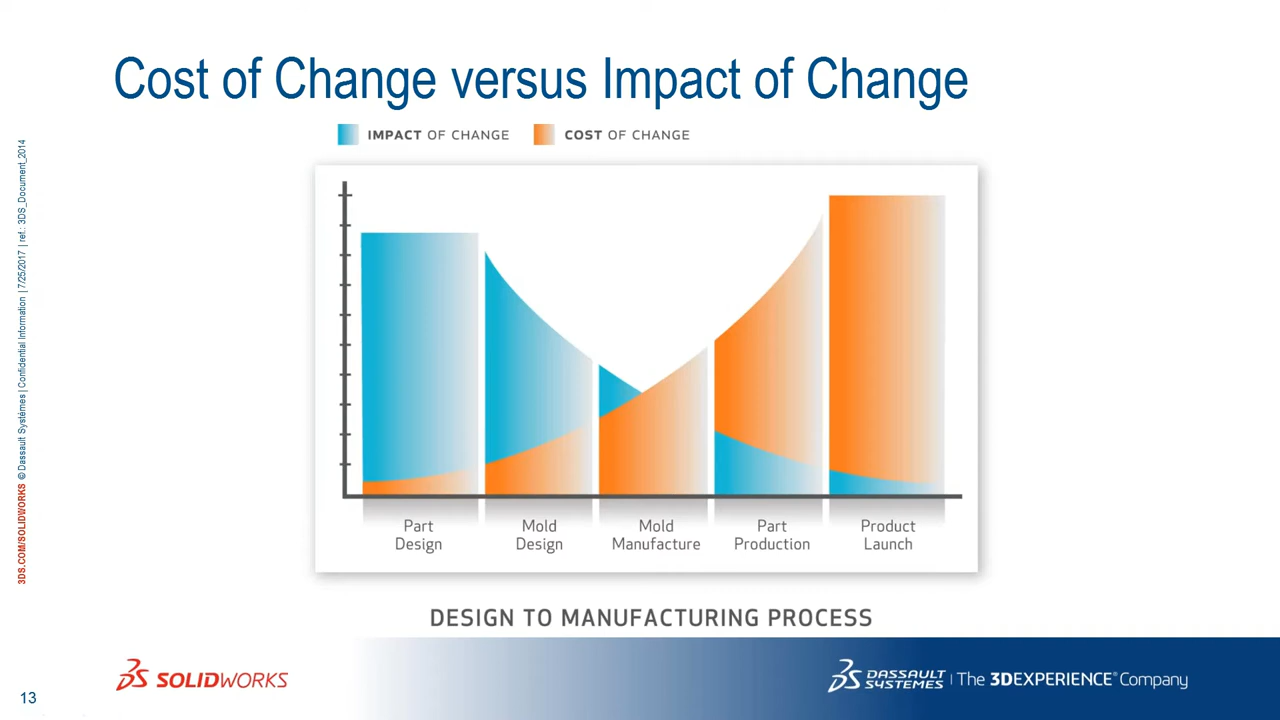 Cost of Change versus Impact of Change
IMPACT OF CHANGE
COST OF CHANGE
Part
Design
Mold
Design
Mold
Manufacture
Part
Production
Product
Launch
DESIGN TO MANUFACTURING PROCESS
3DS.COM/SOLIDWORKS © Dassault Systèmes | Confidential Information | 7/25/2017 | ref.: 3DS_Document_2014
13
SOLIDWORKS
DASSAULT
SYSTEMES | The 3DEXPERIENCE® Company